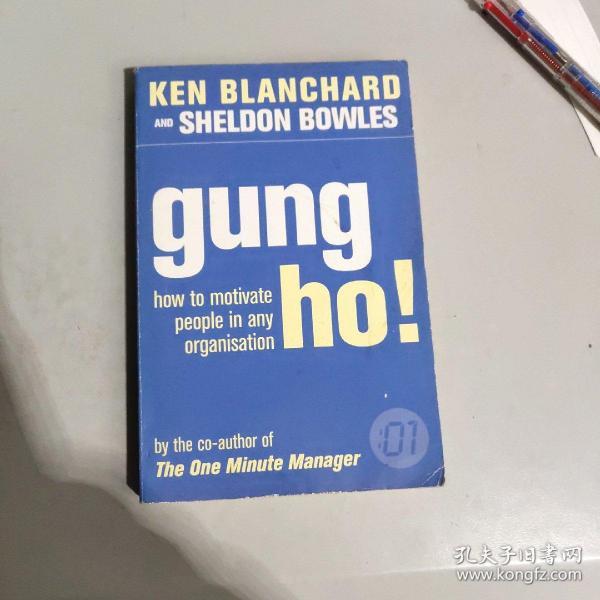 KEN BLANCHARD
AND SHELDON BOWLES
gung
ho!
how to motivate
people in any
organisation
by the co-author of
The One Minute Manager
:01
孔夫子旧书网
www.kongfz.com